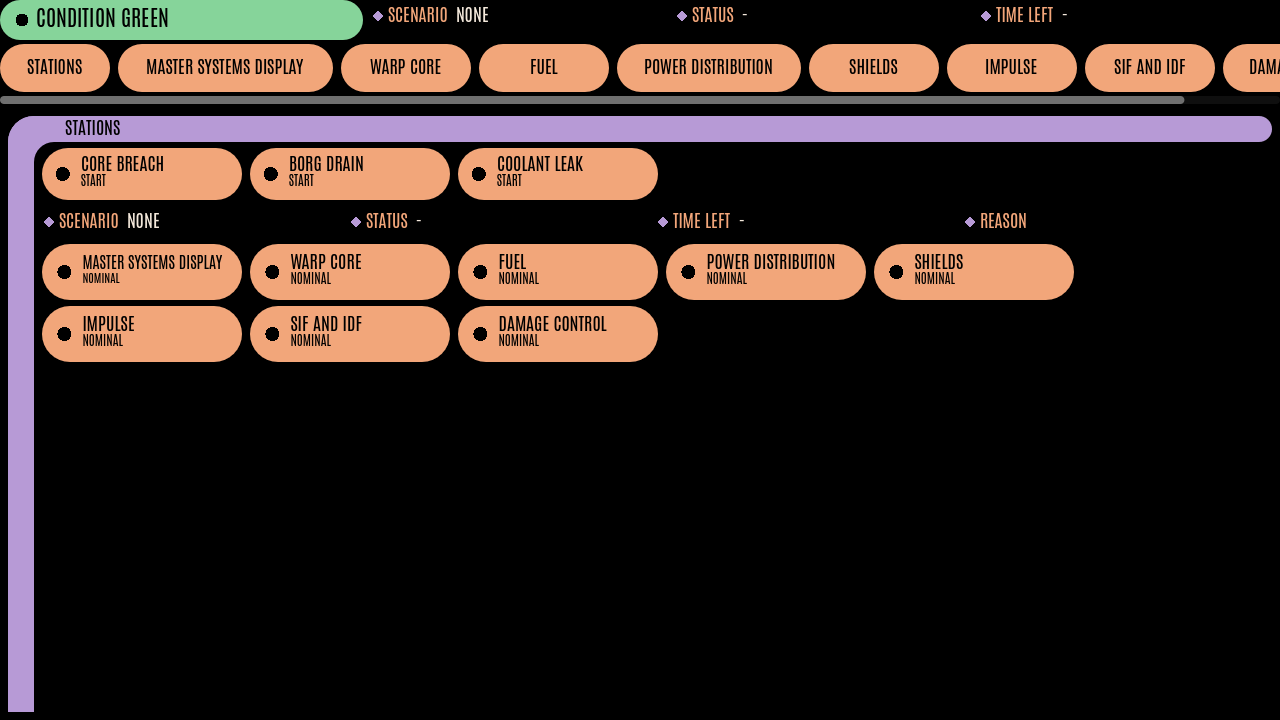 CONDITION GREEN
SCENARIO NONE
STATUS -
TIME LEFT -
STATIONS
MASTER SYSTEMS DISPLAY
WARP CORE
FUEL
POWER DISTRIBUTION
SHIELDS
IMPULSE
SIF AND IDF
DAMA
STATIONS
CORE BREACH
START
BORG DRAIN
START
COOLANT LEAK
START
SCENARIO NONE
STATUS -
TIME LEFT -
REASON
MASTER SYSTEMS DISPLAY
NOMINAL
WARP CORE
NOMINAL
FUEL
NOMINAL
POWER DISTRIBUTION
NOMINAL
SHIELDS
NOMINAL
IMPULSE
NOMINAL
SIF AND IDF
NOMINAL
DAMAGE CONTROL
NOMINAL